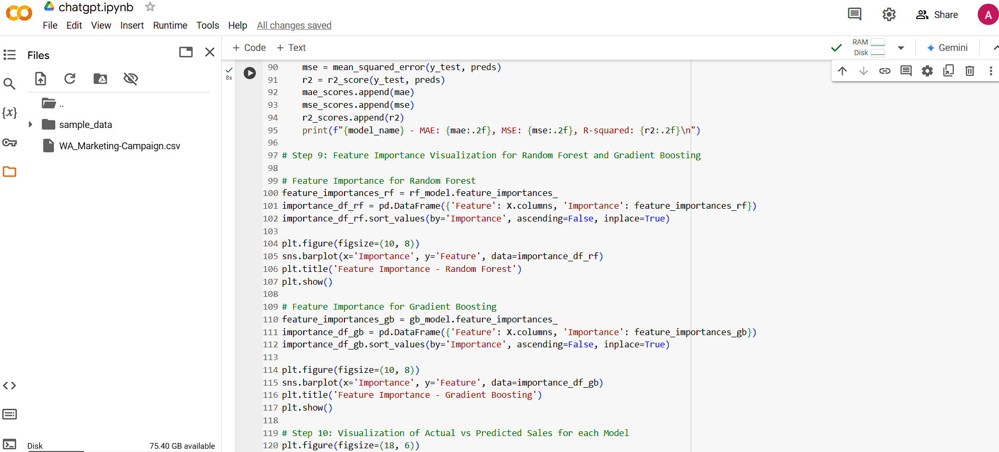 chatgpt.ipynb
File Edit View Insert Runtime Tools Help All changes saved
Share
A
Files
+ Code + Text
RAM
Disk
Gemini
..
sample_data
WA_Marketing-Campaign.csv
{x}
Disk 75.40 GB available
8s
90     mse = mean_squared_error(y_test, preds)
91     r2 = r2_score(y_test, preds)
92     mae_scores.append(mae)
93     mse_scores.append(mse)
94     r2_scores.append(r2)
95     print(f"{model_name} - MAE: {mae:.2f}, MSE: {mse:.2f}, R-squared: {r2:.2f}\n")
96
97 # Step 9: Feature Importance Visualization for Random Forest and Gradient Boosting
98
99 # Feature Importance for Random Forest
100 feature_importances_rf = rf_model.feature_importances_
101 importance_df_rf = pd.DataFrame({'Feature': X.columns, 'Importance': feature_importances_rf})
102 importance_df_rf.sort_values(by='Importance', ascending=False, inplace=True)
103
104 plt.figure(figsize=(10, 8))
105 sns.barplot(x='Importance', y='Feature', data=importance_df_rf)
106 plt.title('Feature Importance - Random Forest')
107 plt.show()
108
109 # Feature Importance for Gradient Boosting
110 feature_importances_gb = gb_model.feature_importances_
111 importance_df_gb = pd.DataFrame({'Feature': X.columns, 'Importance': feature_importances_gb})
112 importance_df_gb.sort_values(by='Importance', ascending=False, inplace=True)
113
114 plt.figure(figsize=(10, 8))
115 sns.barplot(x='Importance', y='Feature', data=importance_df_gb)
116 plt.title('Feature Importance - Gradient Boosting')
117 plt.show()
118
119 # Step 10: Visualization of Actual vs Predicted Sales for each Model
120 plt.figure(figsize=(18, 6))